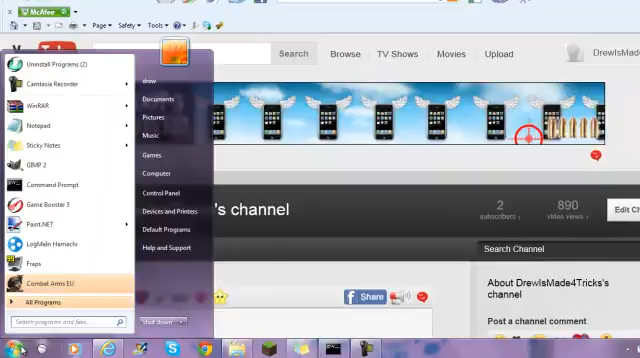 McAfee
Page Safety Tools
Search Browse TV Shows Movies Upload DrewIsMade4Tricks
Uninstall Programs (2)
Camtasia Recorder
WinRAR
Notepad
Sticky Notes
GIMP 2
Command Prompt
Game Booster 3
Paint.NET
LogMeIn Hamachi
Fraps
Combat Arms EU
All Programs
Search programs and files
drew
Documents
Pictures
Music
Games
Computer
Control Panel
Devices and Printers
Default Programs
Help and Support
Shut down
's channel
2
subscribers
890
video views
Edit Ch
Search Channel
Share
About DrewIsMade4Tricks's
channel
Post a channel comment